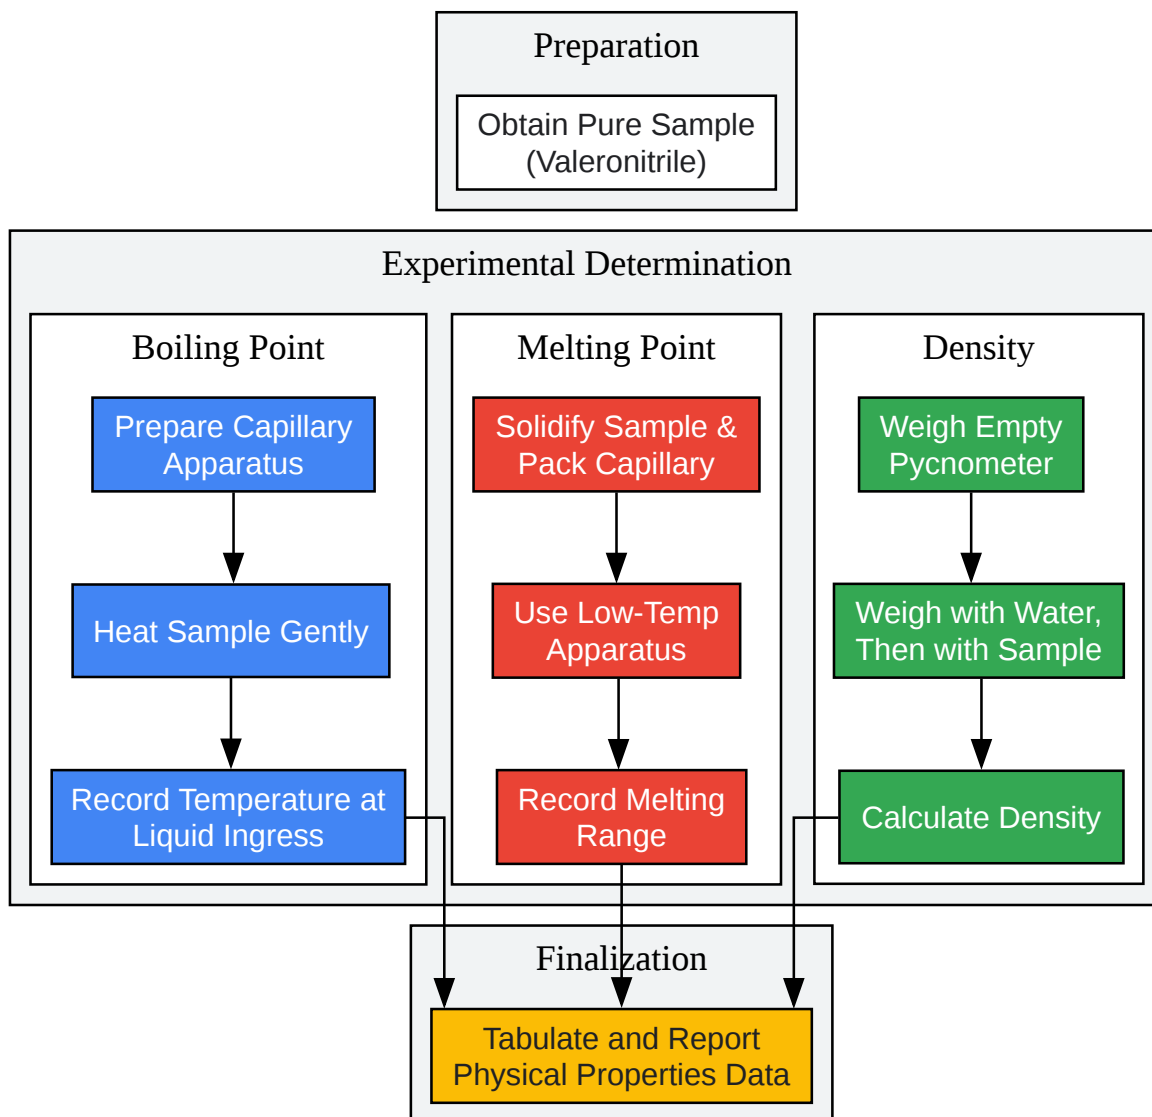 Preparation
Obtain Pure Sample
(Valeronitrile)
Experimental Determination
Boiling Point
Prepare Capillary
Apparatus
Heat Sample Gently
Record Temperature at
Liquid Ingress
Melting Point
Solidify Sample &
Pack Capillary
Use Low-Temp
Apparatus
Record Melting
Range
Density
Weigh Empty
Pycnometer
Weigh with Water,
Then with Sample
Calculate Density
Finalization
Tabulate and Report
Physical Properties Data